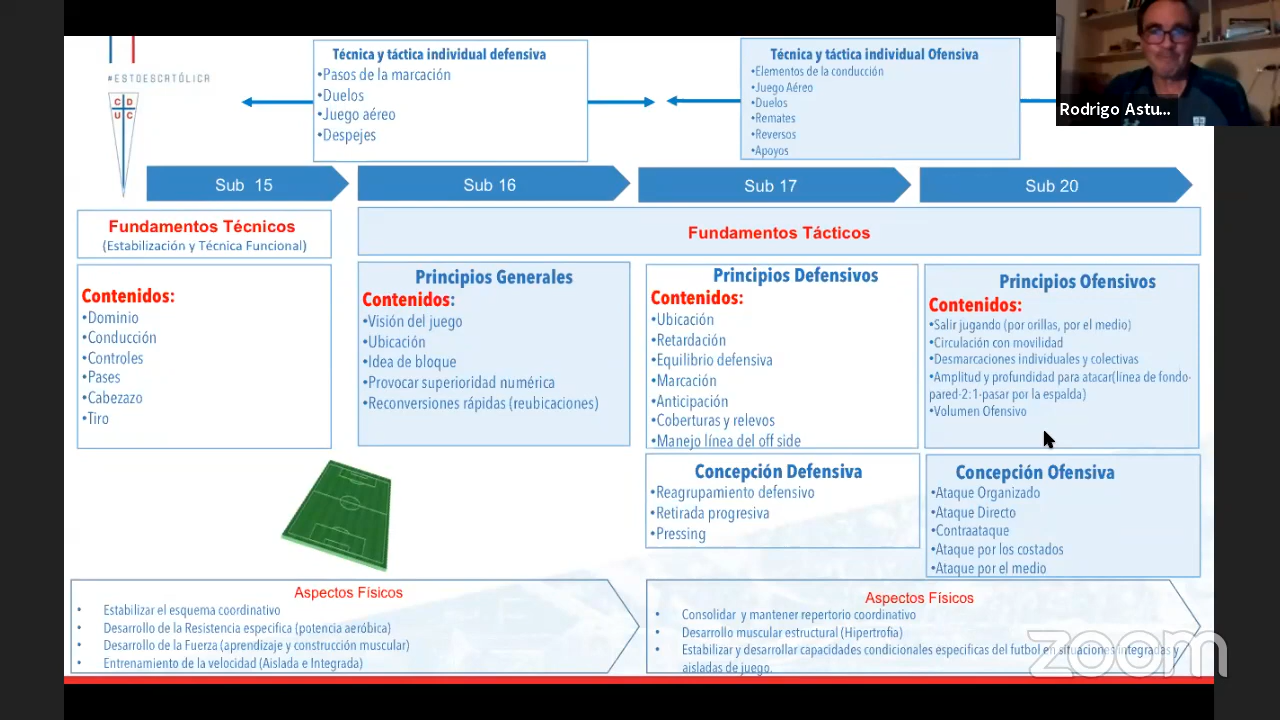 #ESTOESCATÓLICA
C D
U C
Técnica y táctica individual defensiva
•Pasos de la marcación
•Duelos
•Juego aéreo
•Despejes
Técnica y táctica individual Ofensiva
•Elementos de la conducción
•Juego Aéreo
•Duelos
•Remates
•Reversos
•Apoyos
Rodrigo Astu...
Sub 15
Sub 16
Sub 17
Sub 20
Fundamentos Técnicos
(Estabilización y Técnica Funcional)
Fundamentos Tácticos
Contenidos:
•Dominio
•Conducción
•Controles
•Pases
•Cabezazo
•Tiro
Principios Generales
Contenidos:
•Visión del juego
•Ubicación
•Idea de bloque
•Provocar superioridad numérica
•Reconversiones rápidas (reubicaciones)
Principios Defensivos
Contenidos:
•Ubicación
•Retardación
•Equilibrio defensiva
•Marcación
•Anticipación
•Coberturas y relevos
•Manejo línea del off side
Principios Ofensivos
Contenidos:
•Salir jugando (por orillas, por el medio)
•Circulación con movilidad
•Desmarcaciones individuales y colectivas
•Amplitud y profundidad para atacar(línea de fondo-
pared-2:1-pasar por la espalda)
•Volumen Ofensivo
Concepción Defensiva
•Reagrupamiento defensivo
•Retirada progresiva
•Pressing
Concepción Ofensiva
•Ataque Organizado
•Ataque Directo
•Contraataque
•Ataque por los costados
•Ataque por el medio
Aspectos Físicos
• Estabilizar el esquema coordinativo
• Desarrollo de la Resistencia especifica (potencia aeróbica)
• Desarrollo de la Fuerza (aprendizaje y construcción muscular)
• Entrenamiento de la velocidad (Aislada e Integrada)
Aspectos Físicos
• Consolidar y mantener repertorio coordinativo
• Desarrollo muscular estructural (Hipertrofia)
• Estabilizar y desarrollar capacidades condicionales especificas del futbol en situaciones integradas y
aisladas de juego.
zoom